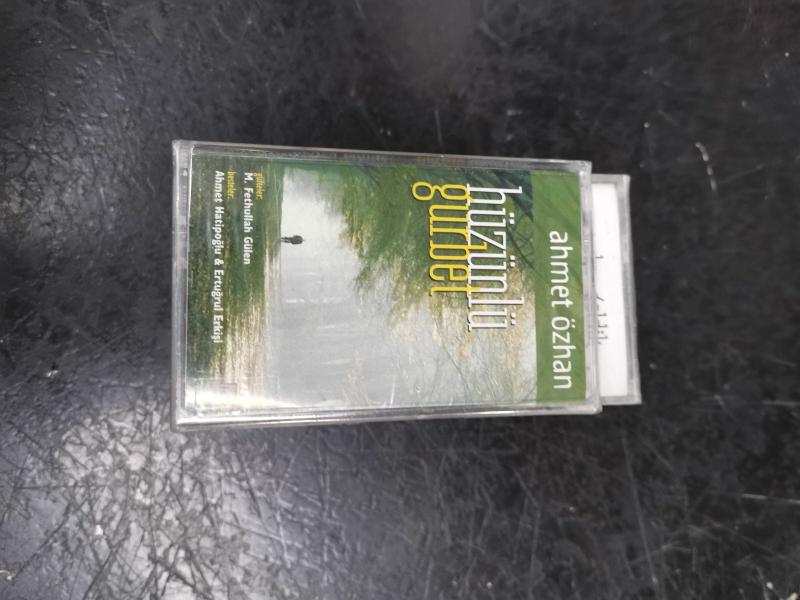 ahmet özhan
hüzünlü
gurbet
güfteler:
M. Fethullah Gülen
besteler:
Ahmet Hatipoğlu & Ertuğrul Erkişi